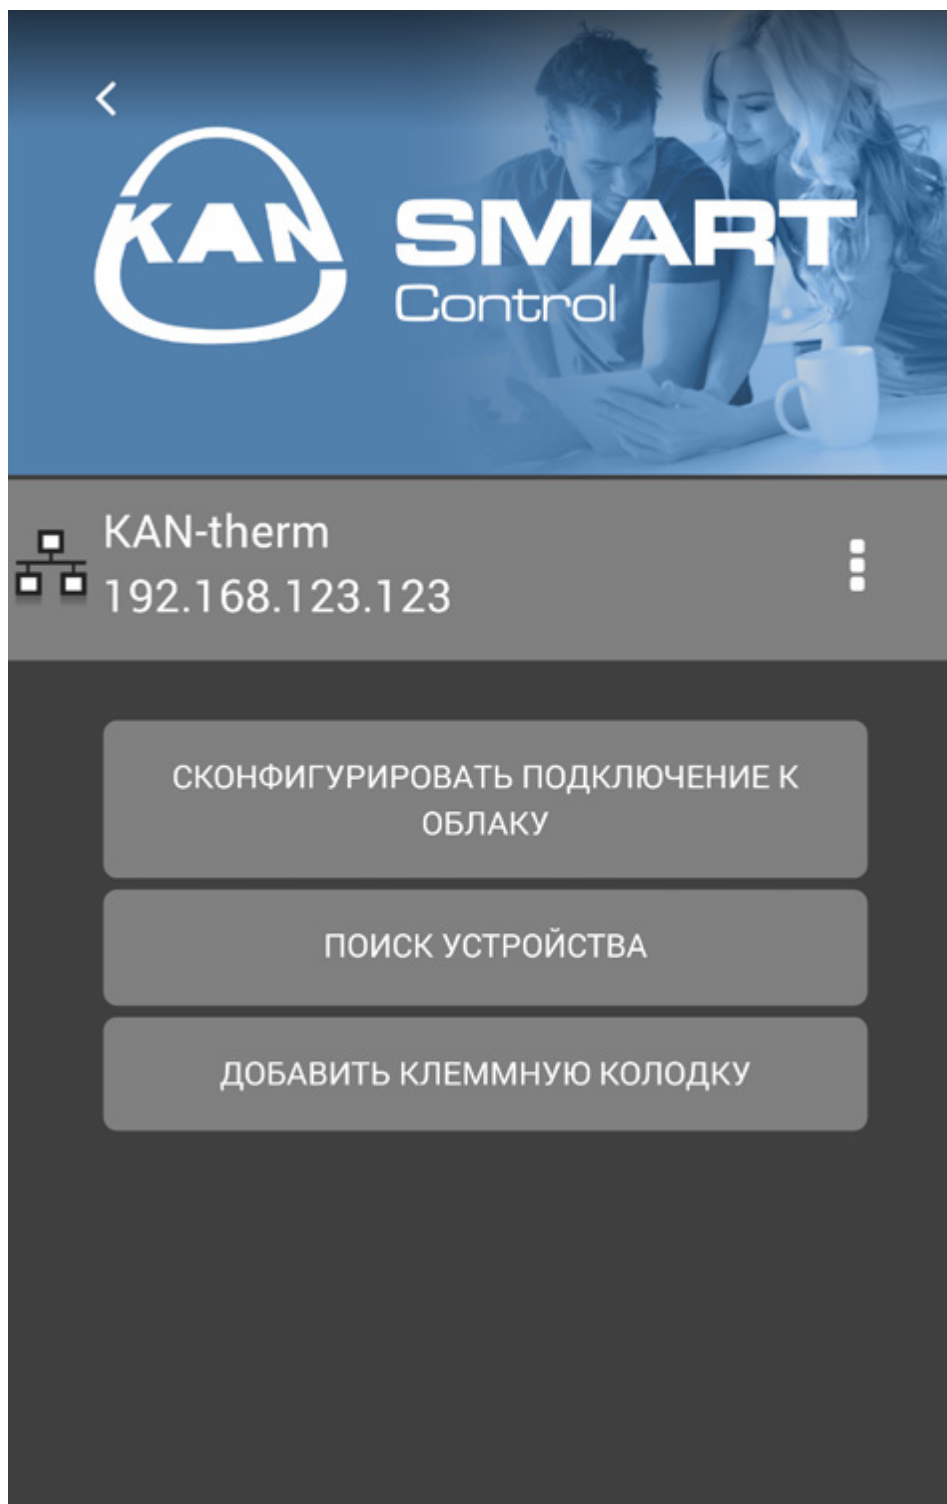 KAN
SMART
Control
KAN-therm
192.168.123.123
СКОНФИГУРИРОВАТЬ ПОДКЛЮЧЕНИЕ К
ОБЛАКУ
ПОИСК УСТРОЙСТВА
ДОБАВИТЬ КЛЕММНУЮ КОЛОДКУ